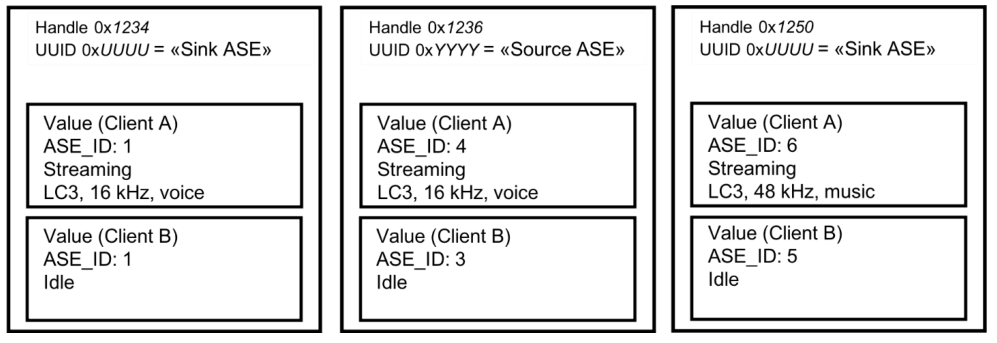 Handle 0x1234
UUID 0xUUUU = «Sink ASE»
Value (Client A)
ASE_ID: 1
Streaming
LC3, 16 kHz, voice
Value (Client B)
ASE_ID: 1
Idle
Handle 0x1236
UUID 0xYYYY = «Source ASE»
Value (Client A)
ASE_ID: 4
Streaming
LC3, 16 kHz, voice
Value (Client B)
ASE_ID: 3
Idle
Handle 0x1250
UUID 0xUUUU = «Sink ASE»
Value (Client A)
ASE_ID: 6
Streaming
LC3, 48 kHz, music
Value (Client B)
ASE_ID: 5
Idle